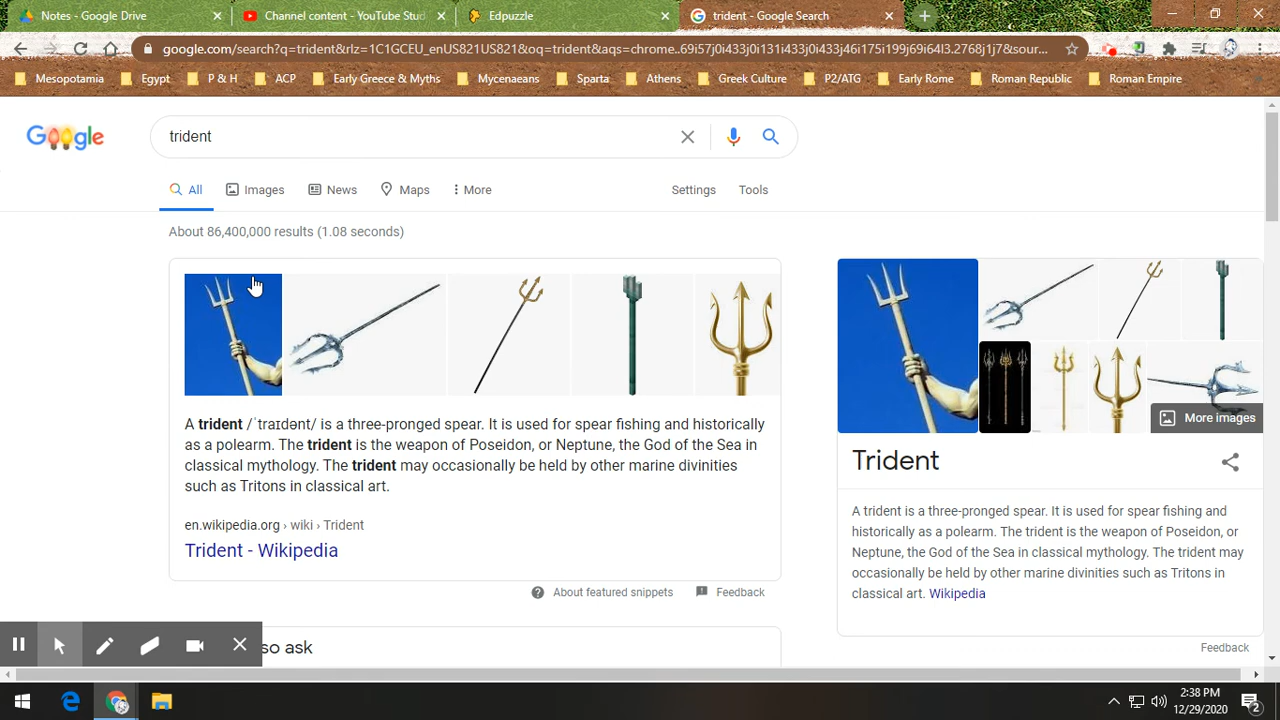 Notes - Google Drive
Channel content - YouTube Stud
Edpuzzle
trident - Google Search
google.com/search?q=trident&rlz=1C1GCEU_enUS821US821&oq=trident&aqs=chrome..69i57j0i433j0i131i433j0i433j46i175i199j69i64l3.2768j1j7&sour...
Mesopotamia
Egypt
P & H
ACP
Early Greece & Myths
Mycenaeans
Sparta
Athens
Greek Culture
P2/ATG
Early Rome
Roman Republic
Roman Empire
Google
trident
All
Images
News
Maps
More
Settings
Tools
About 86,400,000 results (1.08 seconds)
A trident /ˈtraɪdənt/ is a three-pronged spear. It is used for spear fishing and historically
as a polearm. The trident is the weapon of Poseidon, or Neptune, the God of the Sea in
classical mythology. The trident may occasionally be held by other marine divinities
such as Tritons in classical art.
en.wikipedia.org › wiki › Trident
Trident - Wikipedia
About featured snippets
Feedback
so ask
More images
Trident
A trident is a three-pronged spear. It is used for spear fishing and
historically as a polearm. The trident is the weapon of Poseidon, or
Neptune, the God of the Sea in classical mythology. The trident may
occasionally be held by other marine divinities such as Tritons in
classical art. Wikipedia
Feedback
2:38 PM
12/29/2020
2